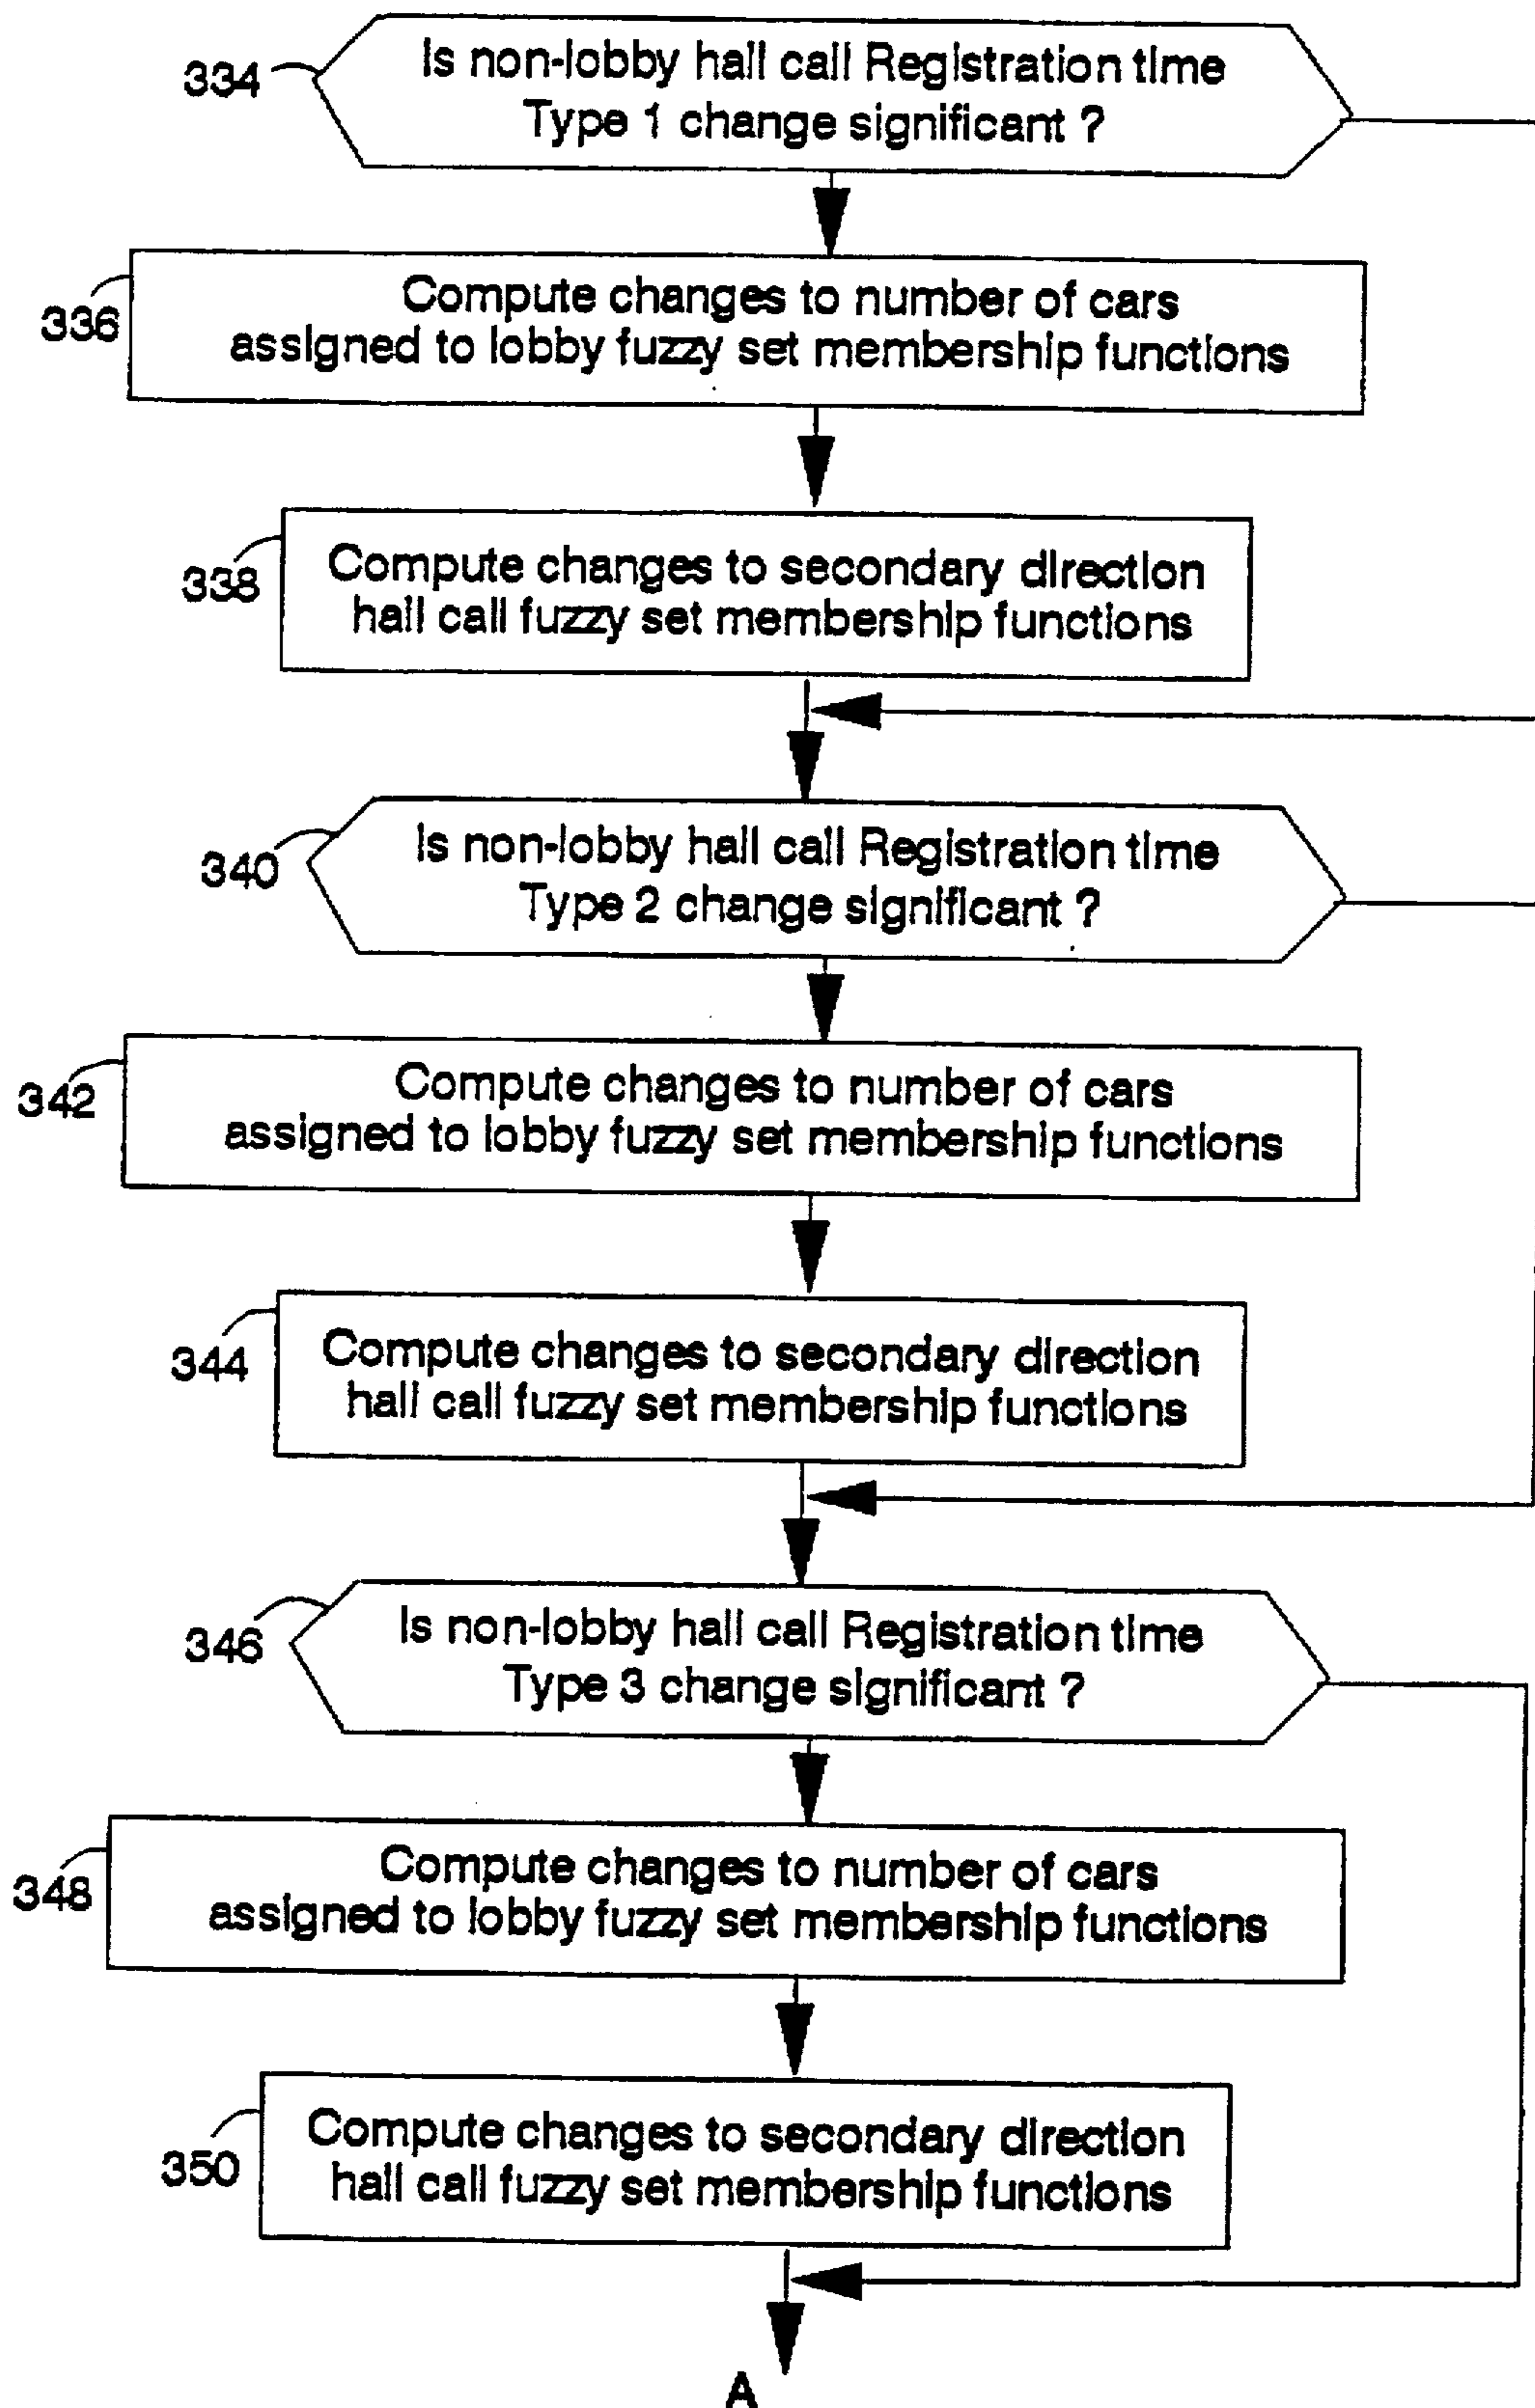 334
Is non-lobby hall call Registration time
Type 1 change significant ?
336
Compute changes to number of cars
assigned to lobby fuzzy set membership functions
338
Compute changes to secondary direction
hall call fuzzy set membership functions
340
Is non-lobby hall call Registration time
Type 2 change significant ?
342
Compute changes to number of cars
assigned to lobby fuzzy set membership functions
344
Compute changes to secondary direction
hall call fuzzy set membership functions
346
Is non-lobby hall call Registration time
Type 3 change significant ?
348
Compute changes to number of cars
assigned to lobby fuzzy set membership functions
350
Compute changes to secondary direction
hall call fuzzy set membership functions
A